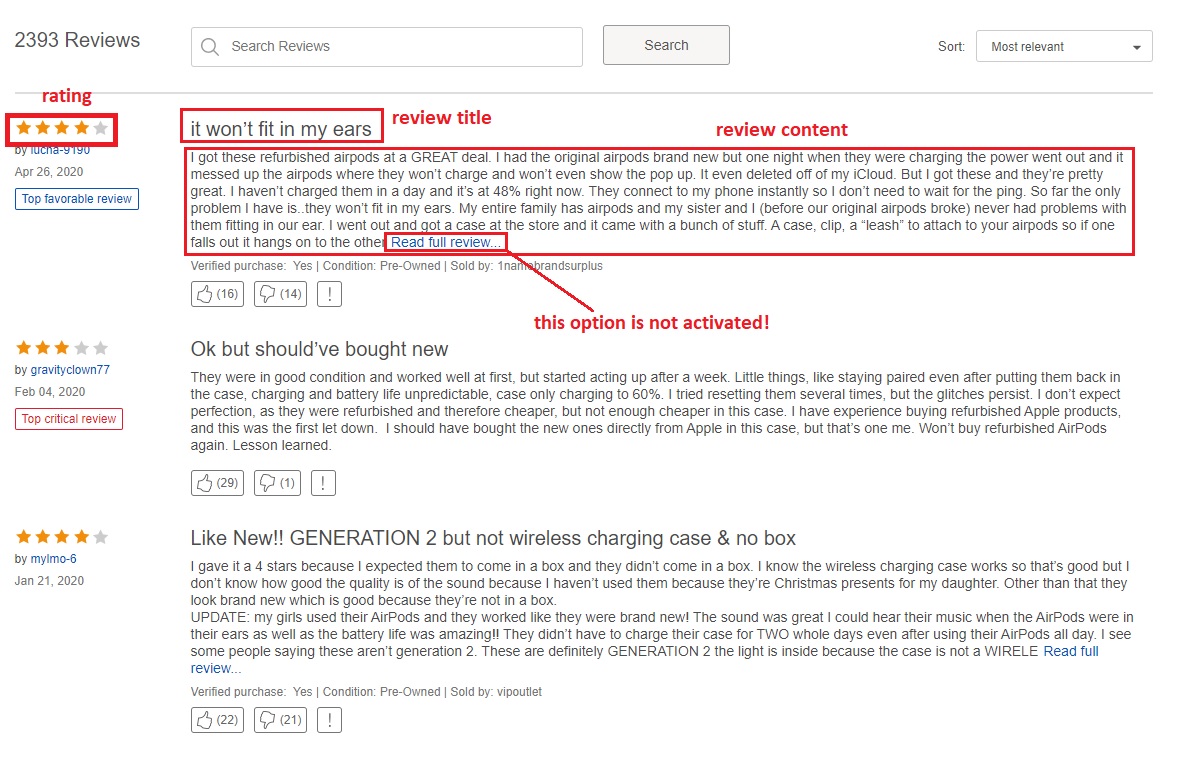 2393 Reviews
Search Reviews
Search
Sort:
Most relevant
rating
it won't fit in my ears
review title
review content
by lucha-9190
Apr 26, 2020
Top favorable review
I got these refurbished airpods at a GREAT deal. I had the original airpods brand new but one night when they were charging the power went out and it
messed up the airpods where they won't charge and won't even show the pop up. It even deleted off of my iCloud. But I got these and they're pretty
great. I haven't charged them in a day and it's at 48% right now. They connect to my phone instantly so I don't need to wait for the ping. So far the only
problem I have is..they won't fit in my ears. My entire family has airpods and my sister and I (before our original airpods broke) never had problems with
them fitting in our ear. I went out and got a case at the store and it came with a bunch of stuff. A case, clip, a “leash” to attach to your airpods so if one
falls out it hangs on to the other Read full review...
Verified purchase: Yes | Condition: Pre-Owned | Sold by: 1namebrandsurplus
(16)
(14)
!
this option is not activated!
by gravityclown77
Feb 04, 2020
Top critical review
Ok but should've bought new
They were in good condition and worked well at first, but started acting up after a week. Little things, like staying paired even after putting them back in
the case, charging and battery life unpredictable, case only charging to 60%. I tried resetting them several times, but the glitches persist. I don't expect
perfection, as they were refurbished and therefore cheaper, but not enough cheaper in this case. I have experience buying refurbished Apple products,
and this was the first let down.  I should have bought the new ones directly from Apple in this case, but that's one me. Won't buy refurbished AirPods
again. Lesson learned.
(29)
(1)
!
by mylmo-6
Jan 21, 2020
Like New!! GENERATION 2 but not wireless charging case & no box
I gave it a 4 stars because I expected them to come in a box and they didn't come in a box. I know the wireless charging case works so that's good but I
don't know how good the quality is of the sound because I haven't used them because they're Christmas presents for my daughter. Other than that they
look brand new which is good because they're not in a box.
UPDATE: my girls used their AirPods and they worked like they were brand new! The sound was great I could hear their music when the AirPods were in
their ears as well as the battery life was amazing!! They didn't have to charge their case for TWO whole days even after using their AirPods all day. I see
some people saying these aren't generation 2. These are definitely GENERATION 2 the light is inside because the case is not a WIRELE Read full
review...
Verified purchase: Yes | Condition: Pre-Owned | Sold by: vipoutlet
(22)
(21)
!